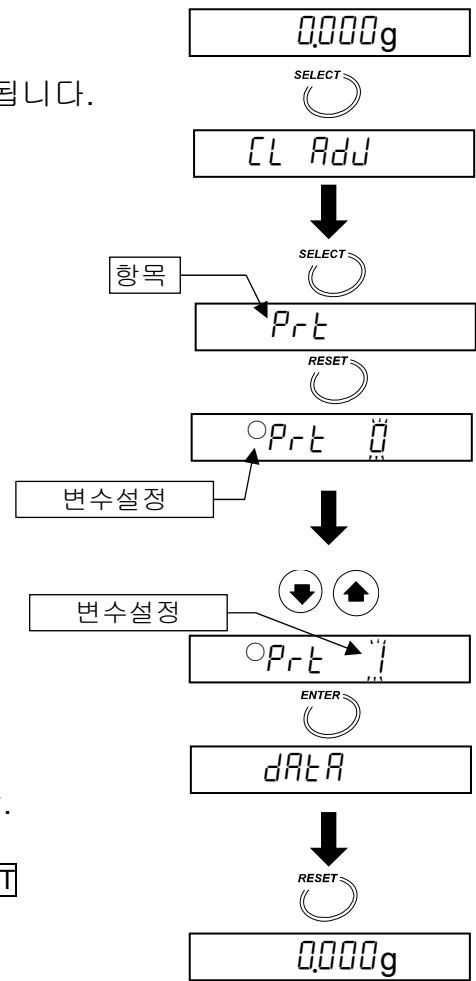 0.000g
SELECT
됩니다.
CL AdJ
SELECT
항목
Prt
RESET
Prt 0
변수설정
변수설정
Prt 1
ENTER
dAtA
.
T
RESET
0.000g